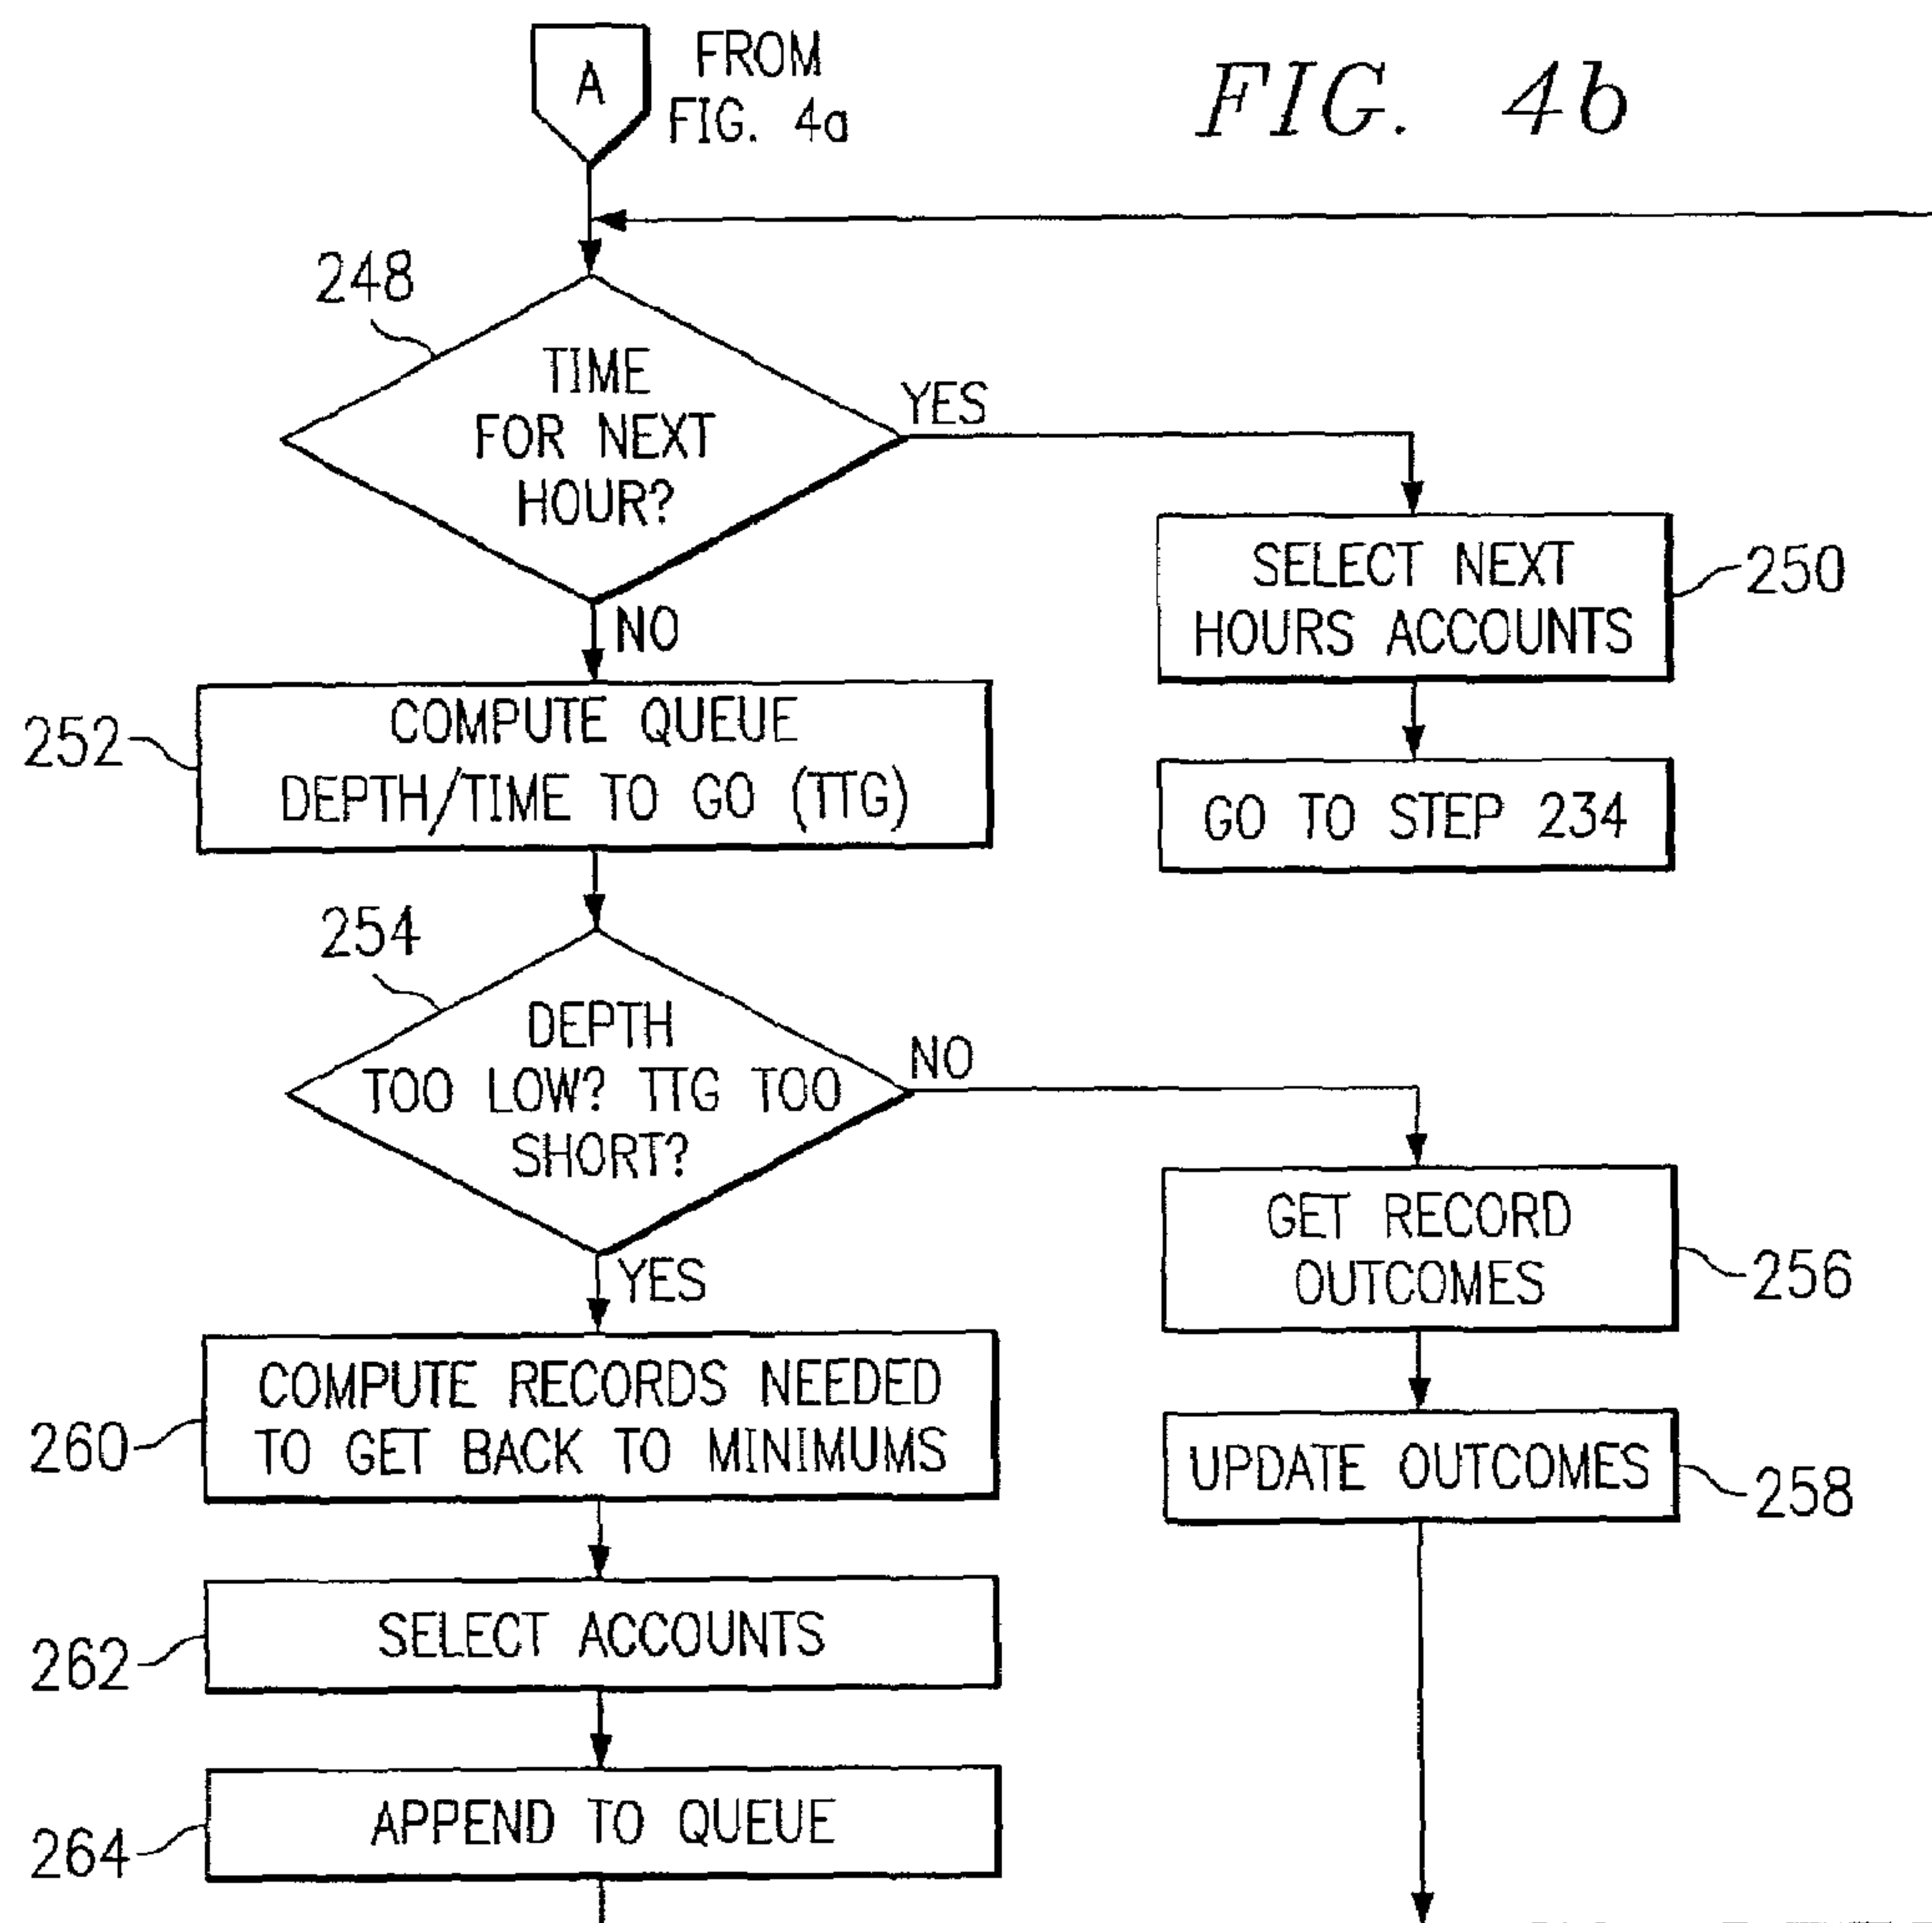 A
FROM
FIG. 4a
FIG. 4b
248
TIME
FOR NEXT
HOUR?
YES
NO
SELECT NEXT
HOURS ACCOUNTS
250
GO TO STEP 234
252
COMPUTE QUEUE
DEPTH/TIME TO GO (TTG)
254
DEPTH
TOO LOW? TTG TOO
SHORT?
NO
YES
GET RECORD
OUTCOMES
256
UPDATE OUTCOMES
258
260
COMPUTE RECORDS NEEDED
TO GET BACK TO MINIMUMS
262
SELECT ACCOUNTS
264
APPEND TO QUEUE